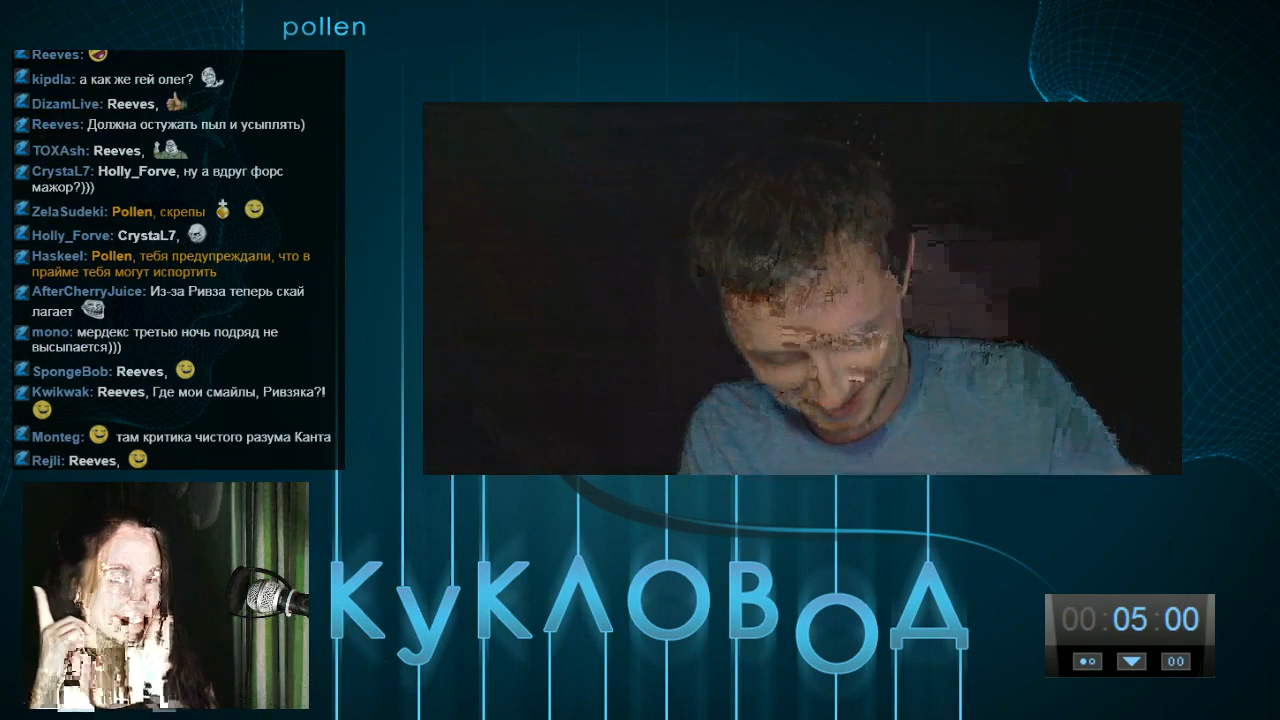 pollen
Reeves:
kipdla: а как же гей олег?
DizamLive: Reeves,
Reeves: Должна остужать пыл и усыплять)
TOXAsh: Reeves,
CrystaL7: Holly_Forve, ну а вдруг форс
мажор?)))
ZelaSudeki: Pollen, скрепы
Holly_Forve: CrystaL7,
Haskeel: Pollen, тебя предупреждали, что в
прайме тебя могут испортить
AfterCherryJuice: Из-за Ривза теперь скай
лагает
mono: мердекс третью ночь подряд не
высыпается)))
SpongeBob: Reeves,
Kwikwak: Reeves, Где мои смайлы, Ривзяка?!
Monteg: там критика чистого разума Канта
Rejli: Reeves,
КуКЛОВОД
00:05:00
00